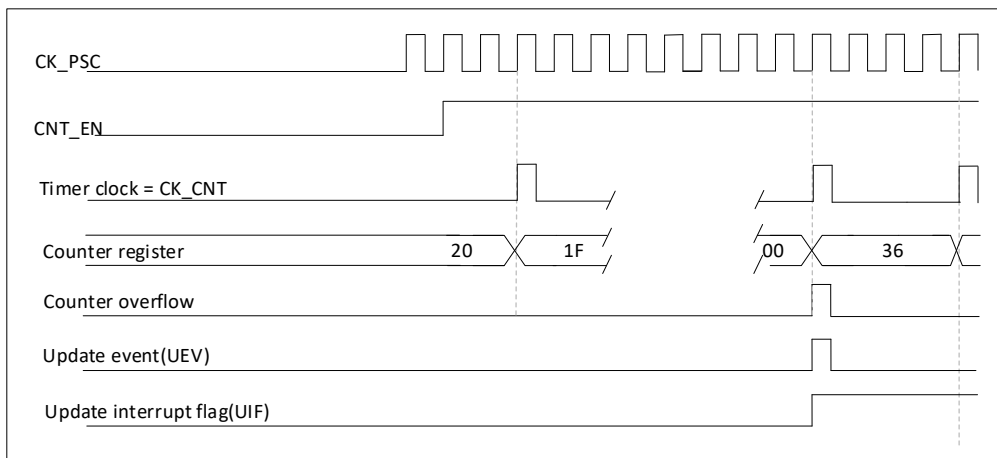 CK_PSC
CNT_EN
Timer clock = CK_CNT
Counter register 20 1F 00 36
Counter overflow
Update event(UEV)
Update interrupt flag(UIF)